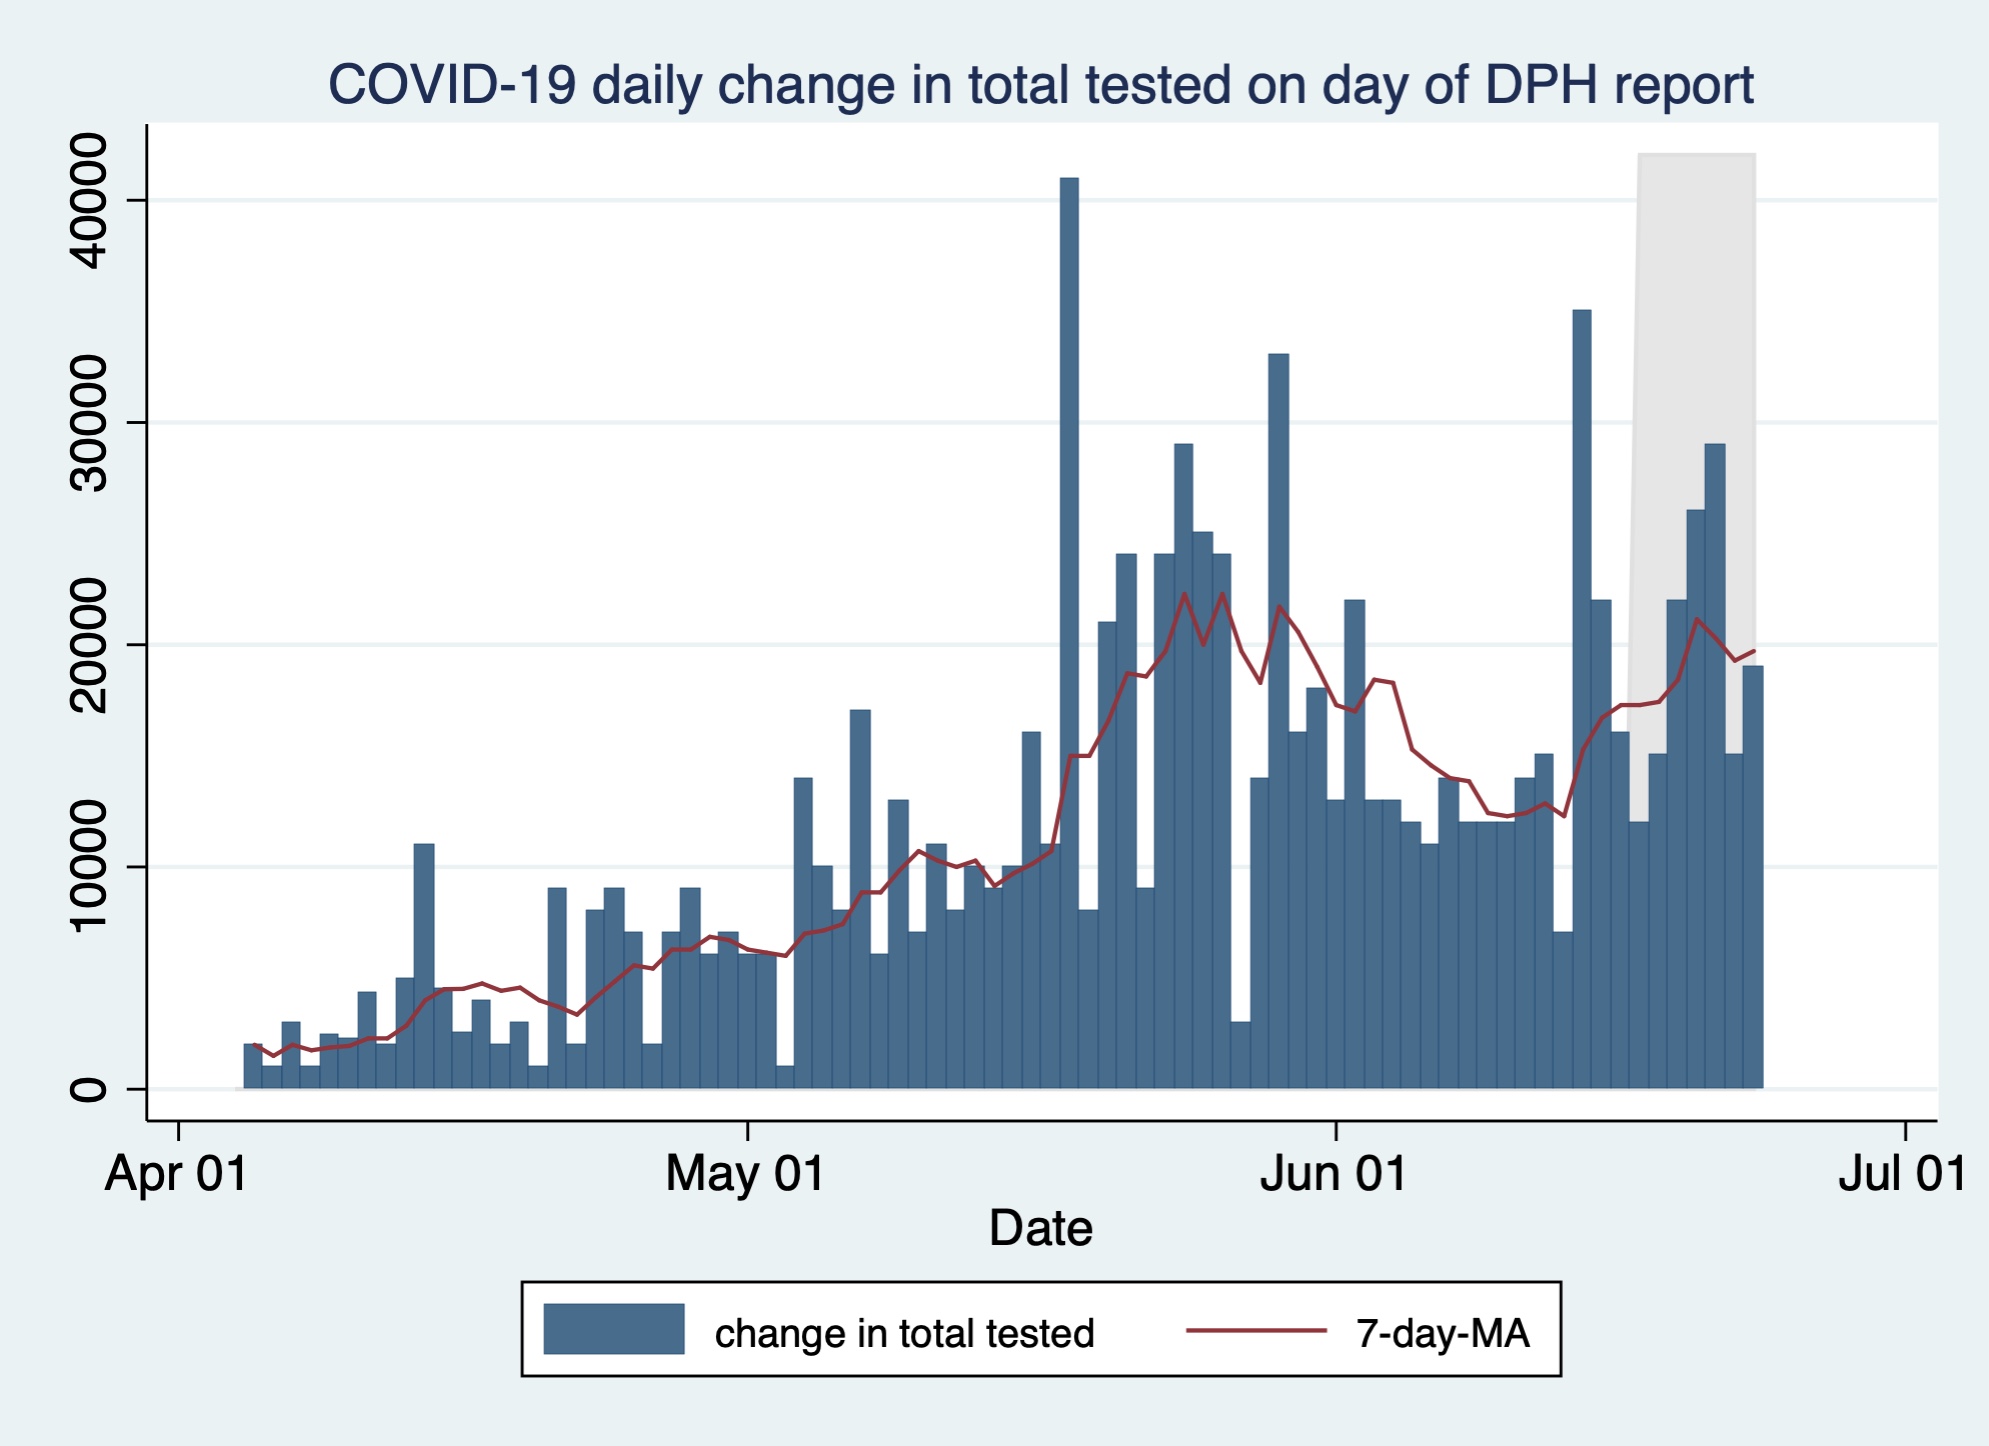 COVID-19 daily change in total tested on day of DPH report
40000
30000
20000
10000
0
Apr 01 May 01 Jun 01 Jul 01
Date
change in total tested 7-day-MA